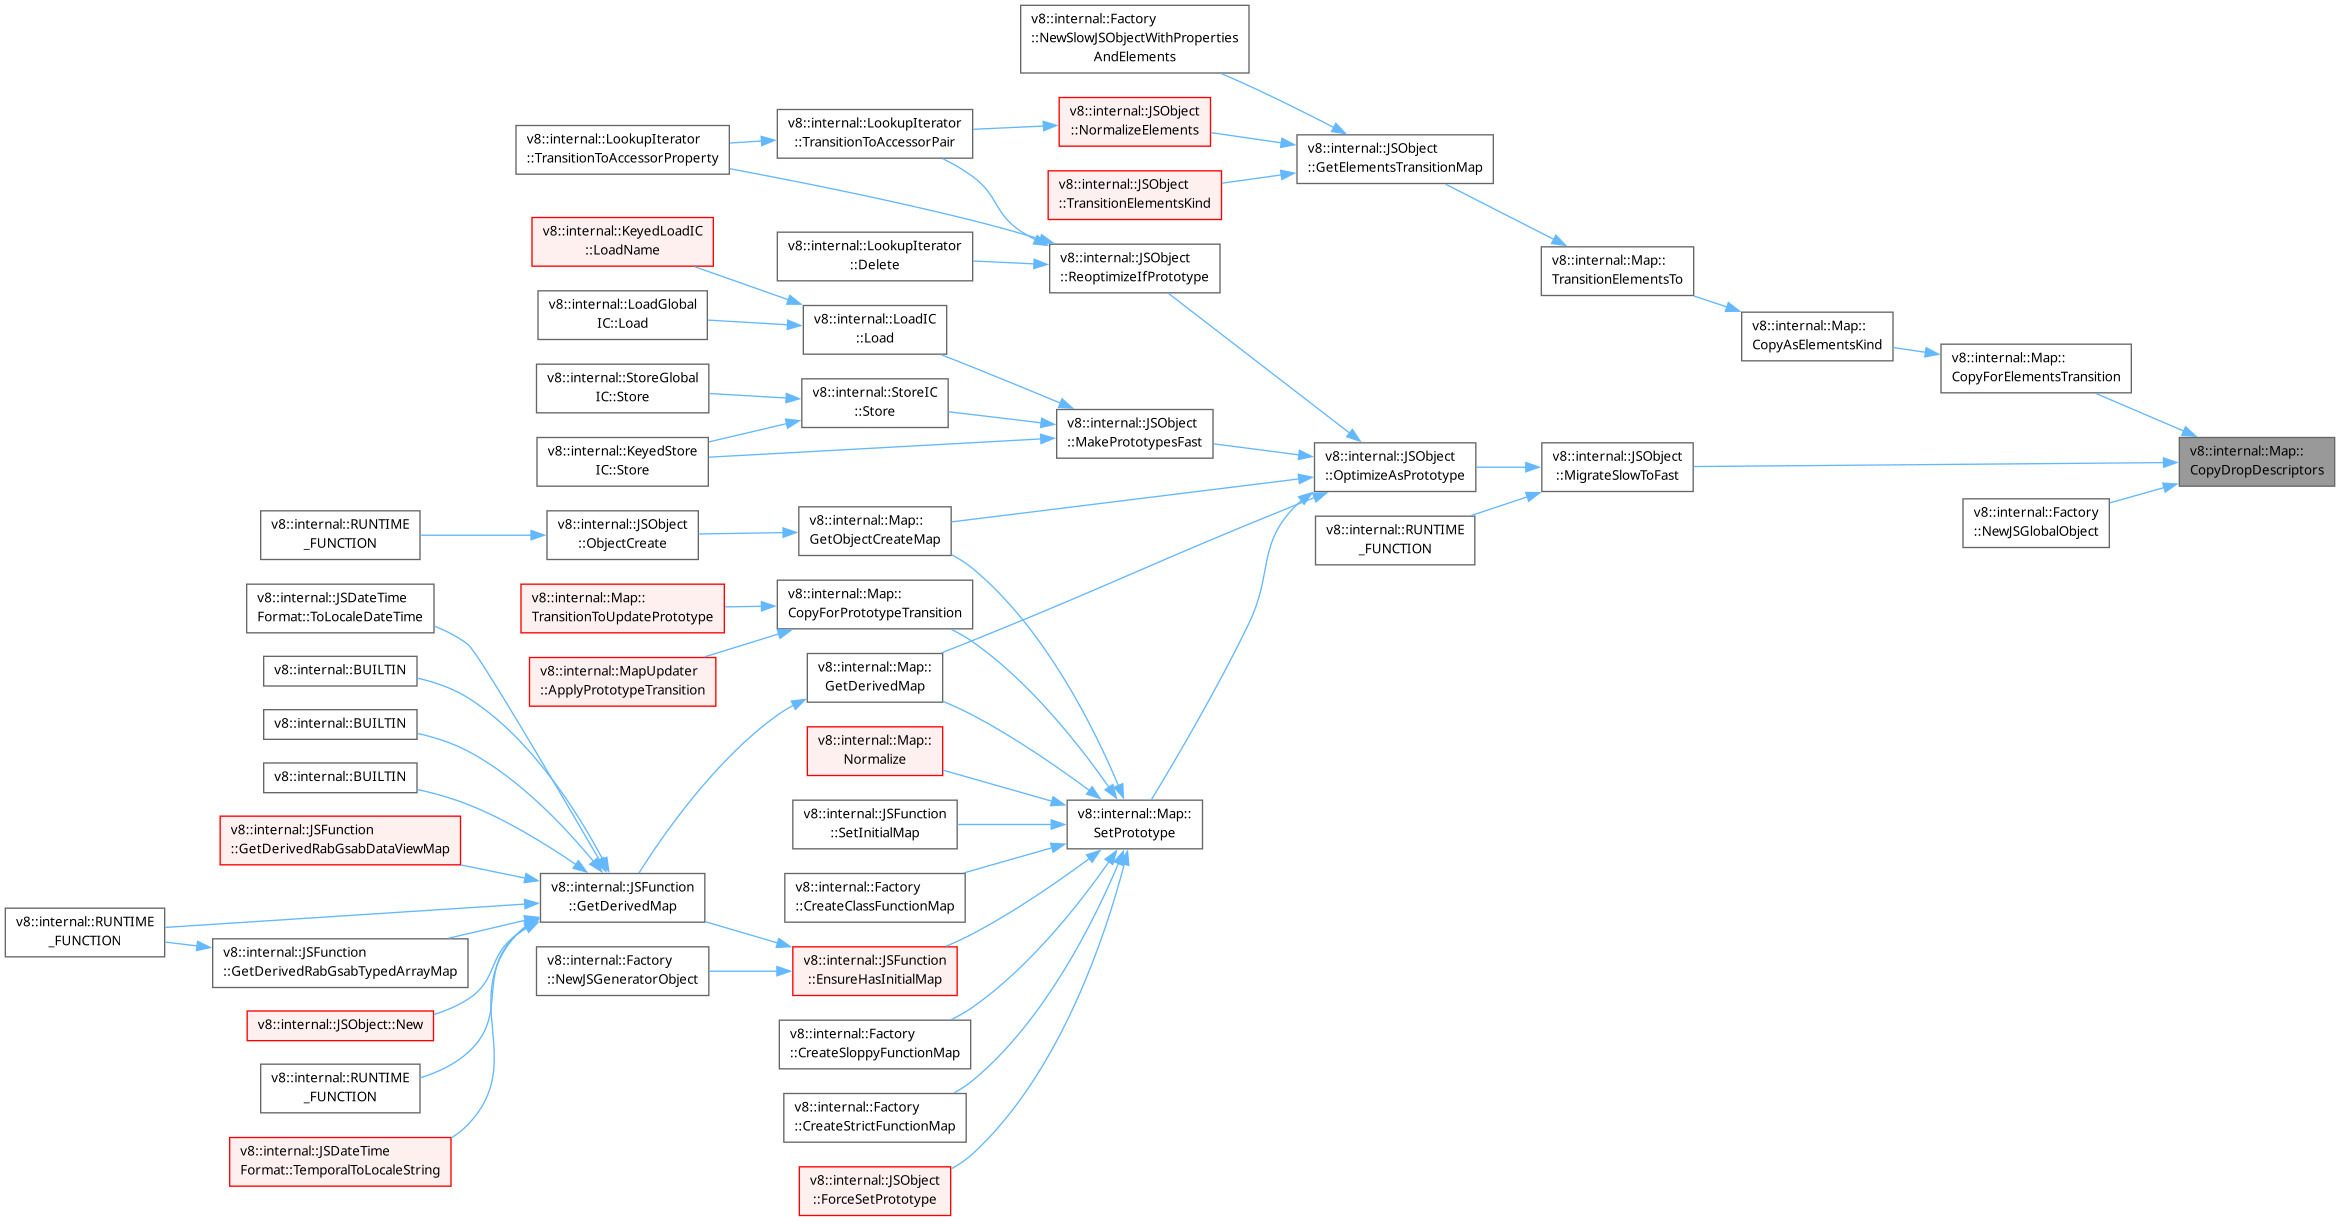 v8::internal::Factory
::NewSlowJSObjectWithProperties
AndElements
v8::internal::JSObject
::NormalizeElements
v8::internal::LookupIterator
::TransitionToAccessorPair
v8::internal::LookupIterator
::TransitionToAccessorProperty
v8::internal::JSObject
::GetElementsTransitionMap
v8::internal::JSObject
::TransitionElementsKind
v8::internal::KeyedLoadIC
::LoadName
v8::internal::LookupIterator
::Delete
v8::internal::JSObject
::ReoptimizeIfPrototype
v8::internal::Map::
TransitionElementsTo
v8::internal::LoadGlobal
IC::Load
v8::internal::LoadIC
::Load
v8::internal::Map::
CopyAsElementsKind
v8::internal::Map::
CopyForElementsTransition
v8::internal::StoreGlobal
IC::Store
v8::internal::StoreIC
::Store
v8::internal::JSObject
::MakePrototypesFast
v8::internal::KeyedStore
IC::Store
v8::internal::JSObject
::OptimizeAsPrototype
v8::internal::JSObject
::MigrateSlowToFast
v8::internal::Map::
CopyDropDescriptors
v8::internal::RUNTIME
_FUNCTION
v8::internal::JSObject
::ObjectCreate
v8::internal::Map::
GetObjectCreateMap
v8::internal::RUNTIME
_FUNCTION
v8::internal::Factory
::NewJSGlobalObject
v8::internal::JSDateTime
Format::ToLocaleDateTime
v8::internal::Map::
TransitionToUpdatePrototype
v8::internal::Map::
CopyForPrototypeTransition
v8::internal::BUILTIN
v8::internal::MapUpdater
::ApplyPrototypeTransition
v8::internal::Map::
GetDerivedMap
v8::internal::BUILTIN
v8::internal::Map::
Normalize
v8::internal::BUILTIN
v8::internal::JSFunction
::SetInitialMap
v8::internal::Map::
SetPrototype
v8::internal::JSFunction
::GetDerivedRabGsabDataViewMap
v8::internal::JSFunction
::GetDerivedMap
v8::internal::Factory
::CreateClassFunctionMap
v8::internal::RUNTIME
_FUNCTION
v8::internal::JSFunction
::GetDerivedRabGsabTypedArrayMap
v8::internal::Factory
::NewJSGeneratorObject
v8::internal::JSFunction
::EnsureHasInitialMap
v8::internal::JSObject::New
v8::internal::Factory
::CreateSloppyFunctionMap
v8::internal::RUNTIME
_FUNCTION
v8::internal::Factory
::CreateStrictFunctionMap
v8::internal::JSDateTime
Format::TemporalToLocaleString
v8::internal::JSObject
::ForceSetPrototype